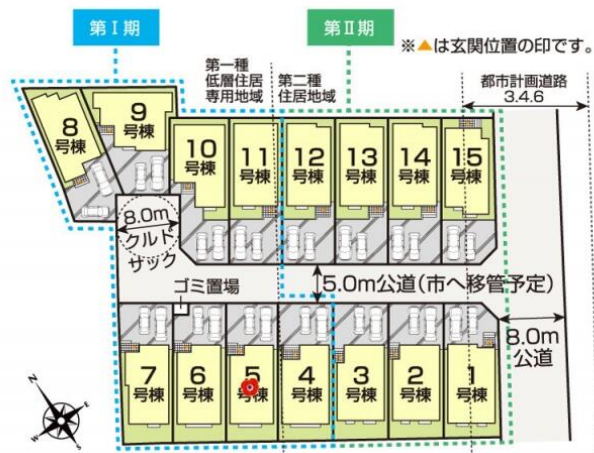 第Ⅰ期
第Ⅱ期
※▲は玄関位置の印です。
第一種
低層住居
専用地域
第二種
住居地域
都市計画道路
3.4.6
8
号棟
9
号棟
10
号棟
11
号棟
12
号棟
13
号棟
14
号棟
15
号棟
8.0m
クルド
サック
ゴミ置場
5.0m公道(市へ移管予定)
8.0m
公道
7
号棟
6
号棟
5
号棟
4
号棟
3
号棟
2
号棟
1
号棟
N
E
W
S